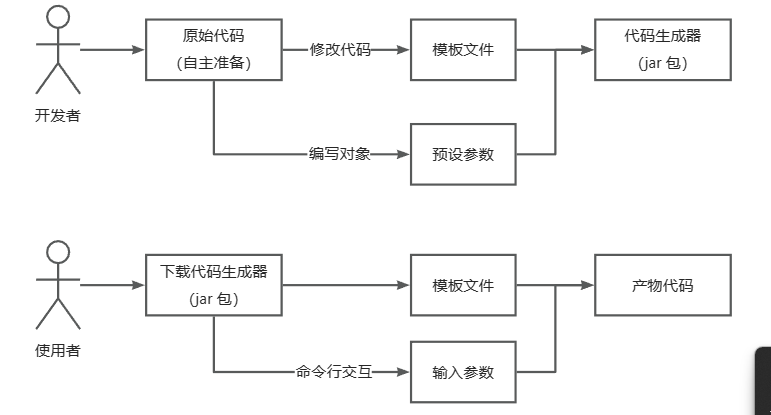 原始代码
(自主准备)
修改代码
模板文件
代码生成器
(jar 包)
开发者
编写对象
预设参数
下载代码生成器
(jar 包)
模板文件
产物代码
使用者
命令行交互
输入参数